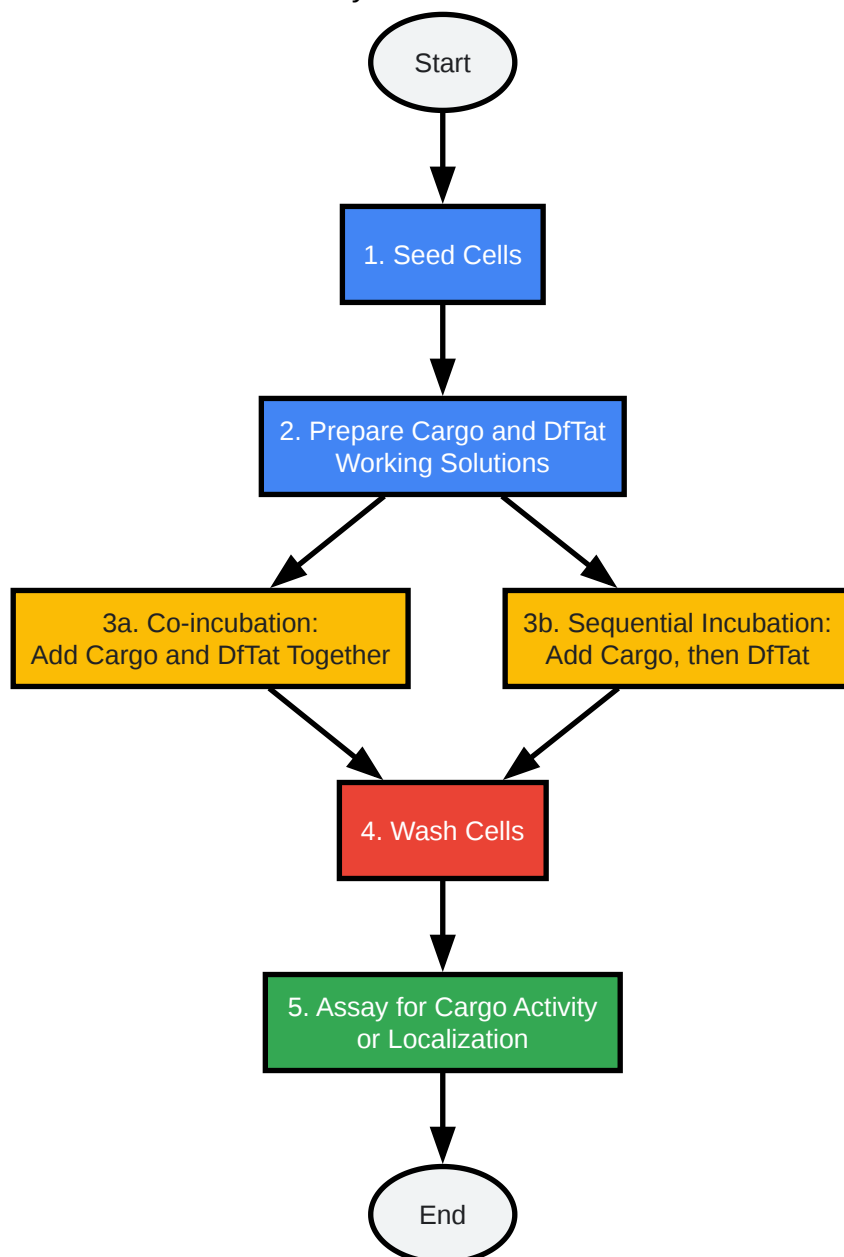 Start
1. Seed Cells
2. Prepare Cargo and DfTat
Working Solutions
3a. Co-incubation:
Add Cargo and DfTat Together
3b. Sequential Incubation:
Add Cargo, then DfTat
4. Wash Cells
5. Assay for Cargo Activity
or Localization
End